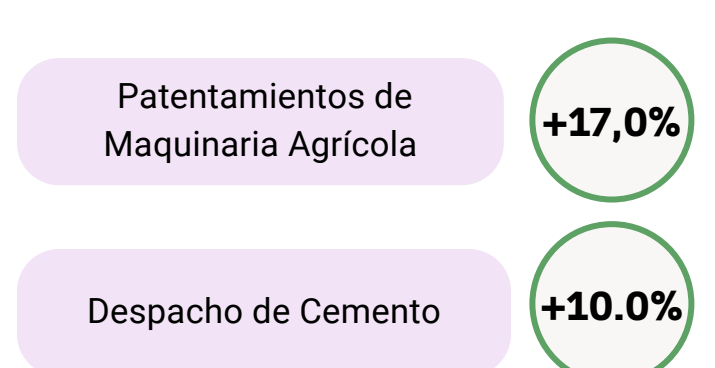 Patentamientos de
Maquinaria Agrícola
+17,0%
Despacho de Cemento
+10.0%